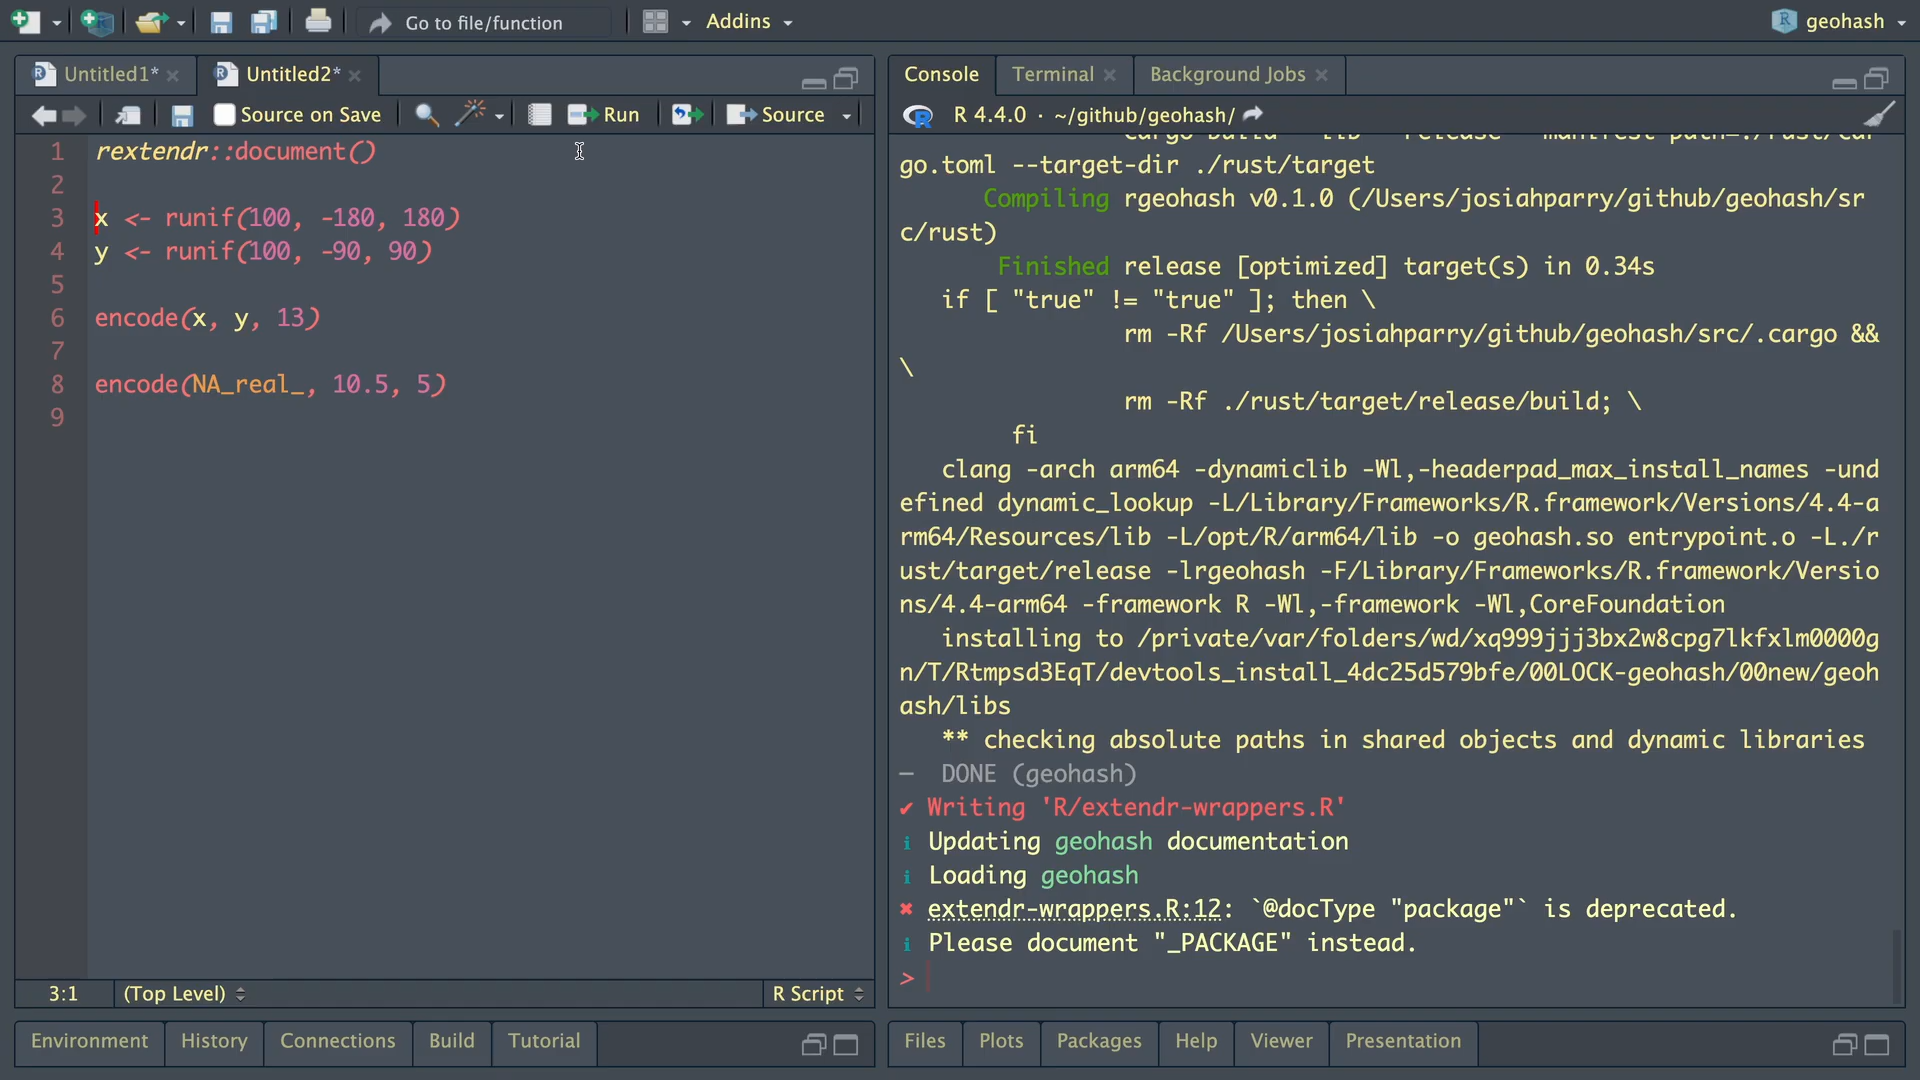 Go to file/function
Addins
geohash
Untitled1*
Untitled2*
Source on Save
Run
Source
1 rextendr::document()
2
3 x <- runif(100, -180, 180)
4 y <- runif(100, -90, 90)
5
6 encode(x, y, 13)
7
8 encode(NA_real_, 10.5, 5)
9
3:1
(Top Level)
R Script
Environment
History
Connections
Build
Tutorial
Console
Terminal
Background Jobs
R 4.4.0 · ~/github/geohash/
go.toml --target-dir ./rust/target
Compiling rgeohash v0.1.0 (/Users/josiahparry/github/geohash/sr
c/rust)
Finished release [optimized] target(s) in 0.34s
if [ "true" != "true" ]; then \
rm -Rf /Users/josiahparry/github/geohash/src/.cargo &&
\
rm -Rf ./rust/target/release/build; \
fi
clang -arch arm64 -dynamiclib -Wl,-headerpad_max_install_names -und
efined dynamic_lookup -L/Library/Frameworks/R.framework/Versions/4.4-a
rm64/Resources/lib -L/opt/R/arm64/lib -o geohash.so entrypoint.o -L./r
ust/target/release -lrgeohash -F/Library/Frameworks/R.framework/Versio
ns/4.4-arm64 -framework R -Wl,-framework -Wl,CoreFoundation
installing to /private/var/folders/wd/xq999jjj3bx2w8cpg7lkfxlm0000g
n/T/Rtmpsd3EqT/devtools_install_4dc25d579bfe/00LOCK-geohash/00new/geoh
ash/libs
** checking absolute paths in shared objects and dynamic libraries
─  DONE (geohash)
✔ Writing 'R/extendr-wrappers.R'
ℹ Updating geohash documentation
ℹ Loading geohash
✖ extendr-wrappers.R:12: `@docType "package"` is deprecated.
ℹ Please document "_PACKAGE" instead.
>
Files
Plots
Packages
Help
Viewer
Presentation